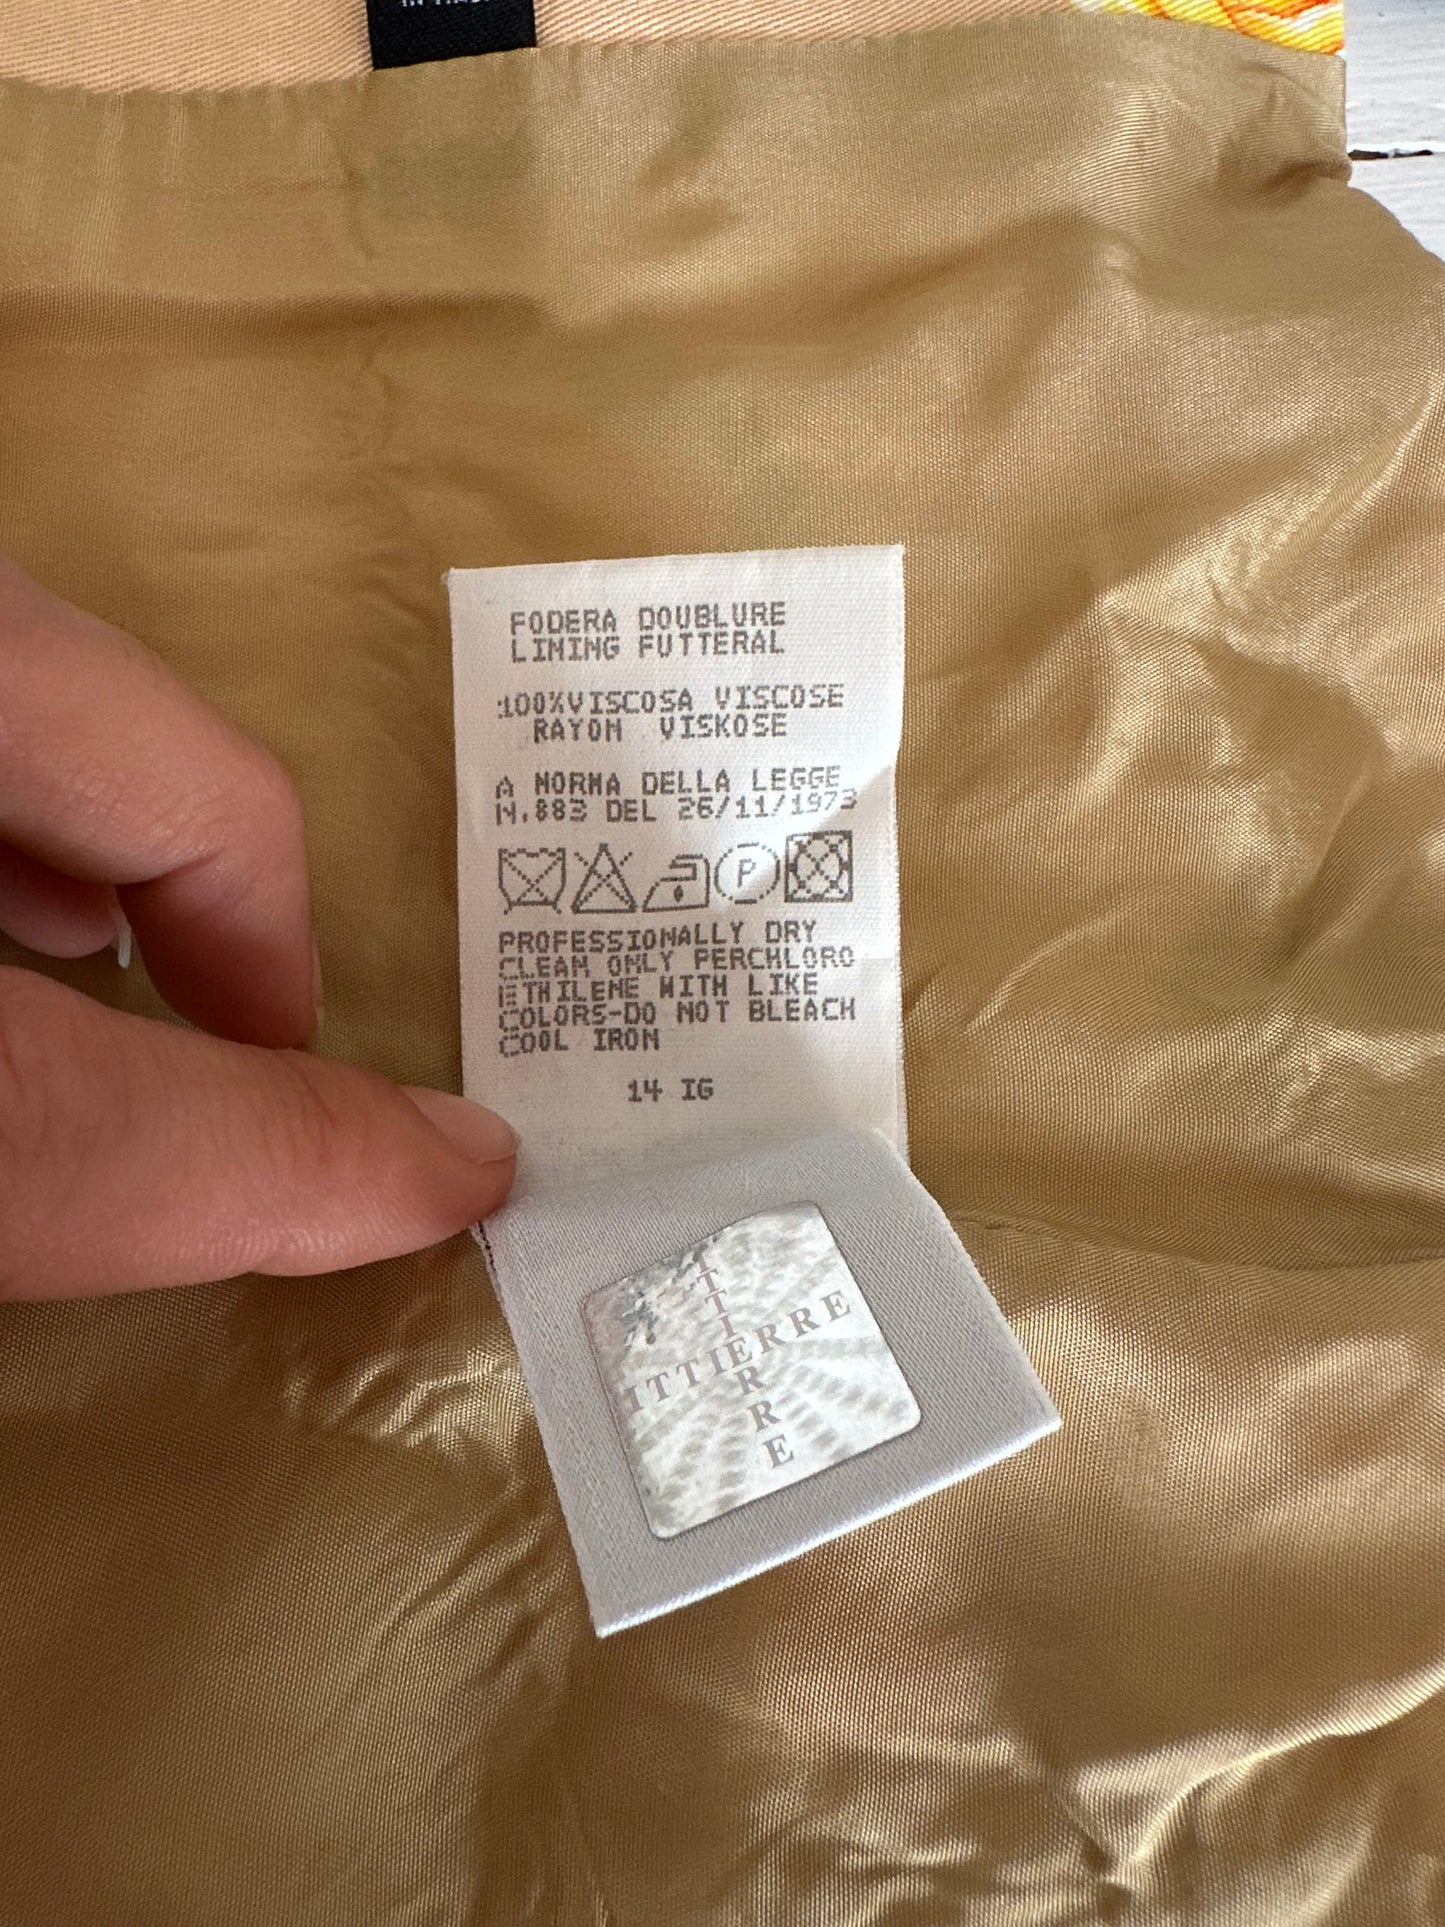 FODERA DOUBLURE
LINING FUTTERAL
100%VISCOSA VISCOSE
RAYON VISKOSE
A NORMA DELLA LEGGE
N.883 DEL 26/11/1973
P
PROFESSIONALLY DRY
CLEAN ONLY PERCHLORO
ETHILENE WITH LIKE
COLORS-DO NOT BLEACH
COOL IRON
14 IG
ITTIERRE
ITTIERRE